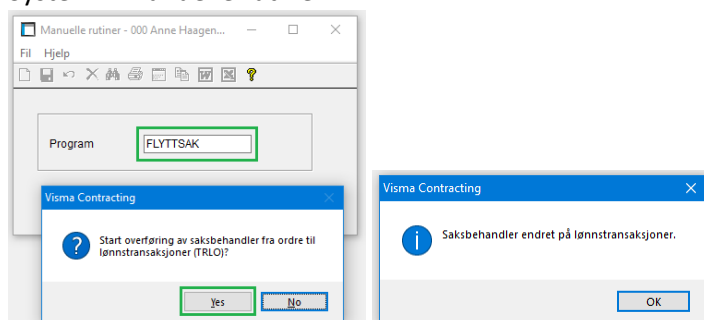 Manuelle rutiner - 000 Anne Haagen...
Fil Hjelp
Program FLYTTSAK
Visma Contracting
Start overføring av saksbehandler fra ordre til
lønnstransaksjoner (TRLO)?
Yes No
Visma Contracting
Saksbehandler endret på lønnstransaksjoner.
OK